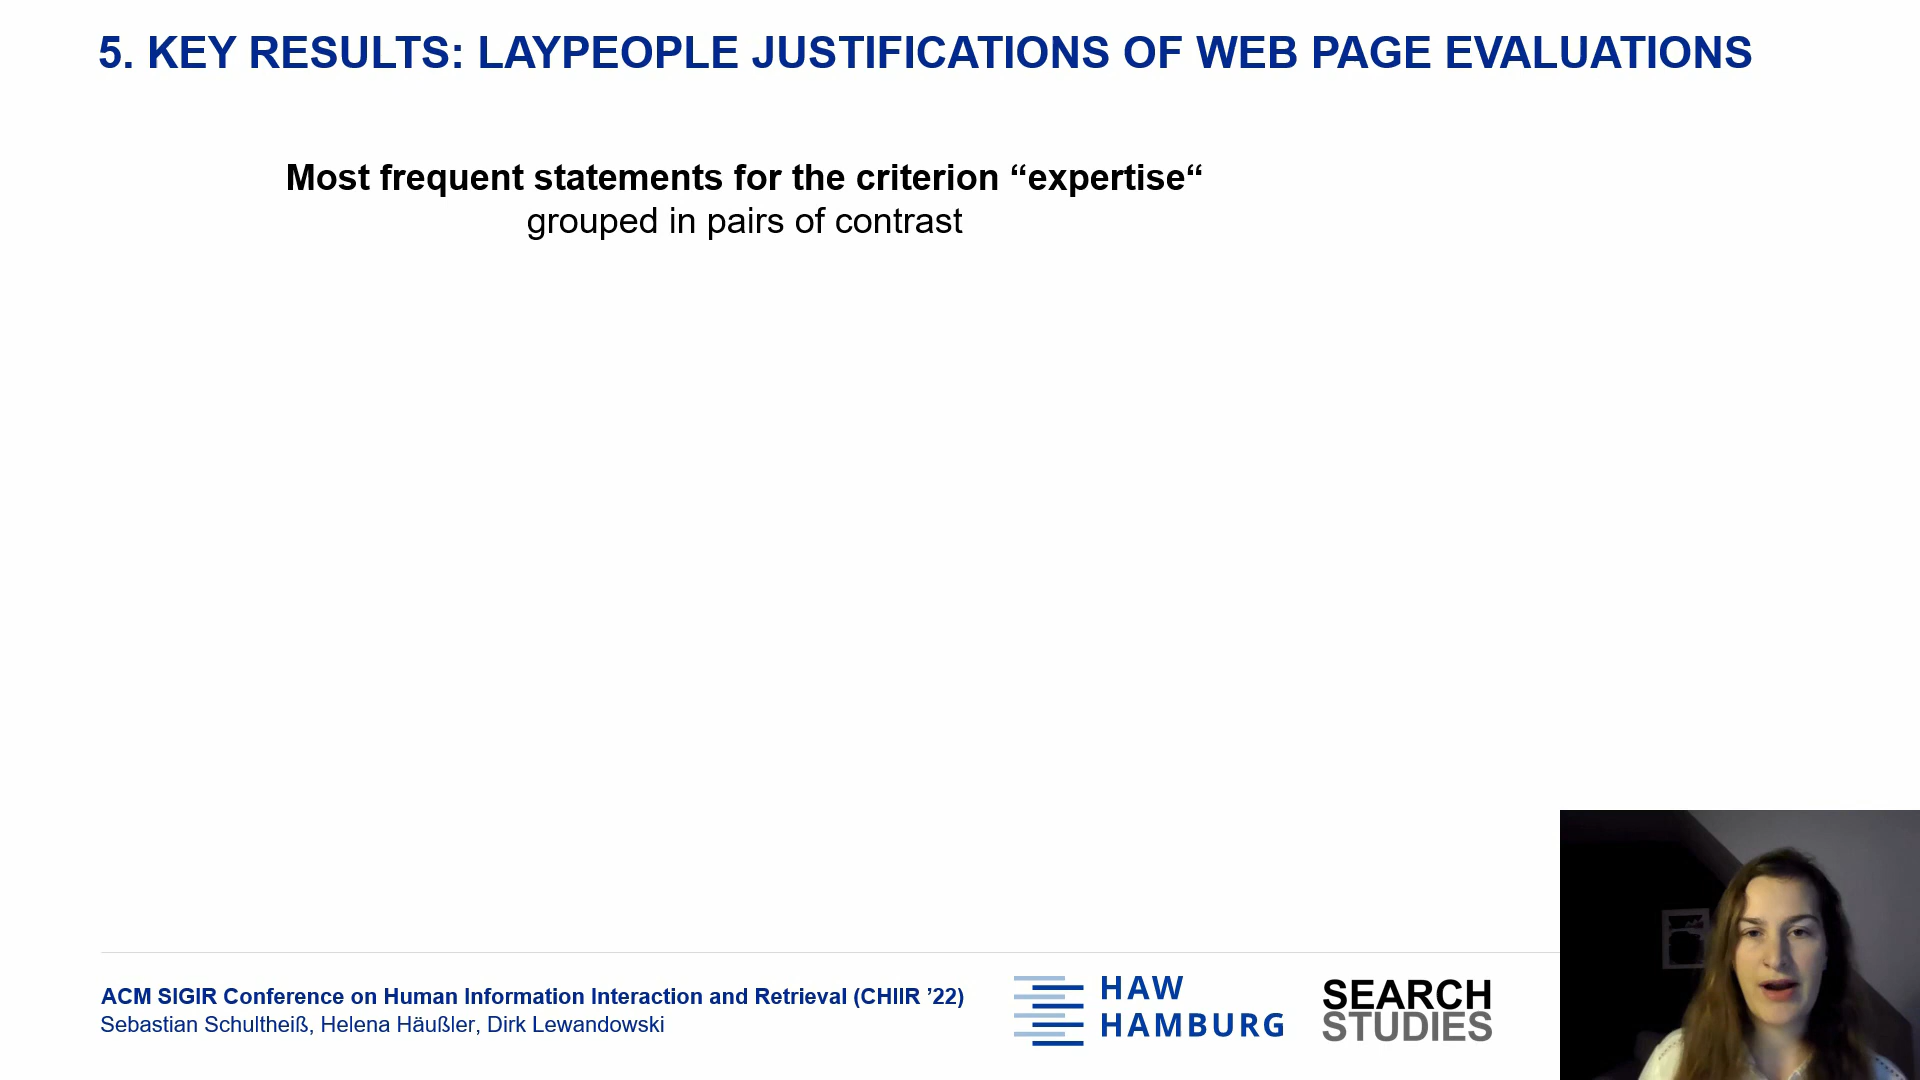 5. KEY RESULTS: LAYPEOPLE JUSTIFICATIONS OF WEB PAGE EVALUATIONS
Most frequent statements for the criterion “expertise“
grouped in pairs of contrast
ACM SIGIR Conference on Human Information Interaction and Retrieval (CHIIR ’22)
Sebastian Schultheiß, Helena Häußler, Dirk Lewandowski
HAW
HAMBURG
SEARCH
STUDIES